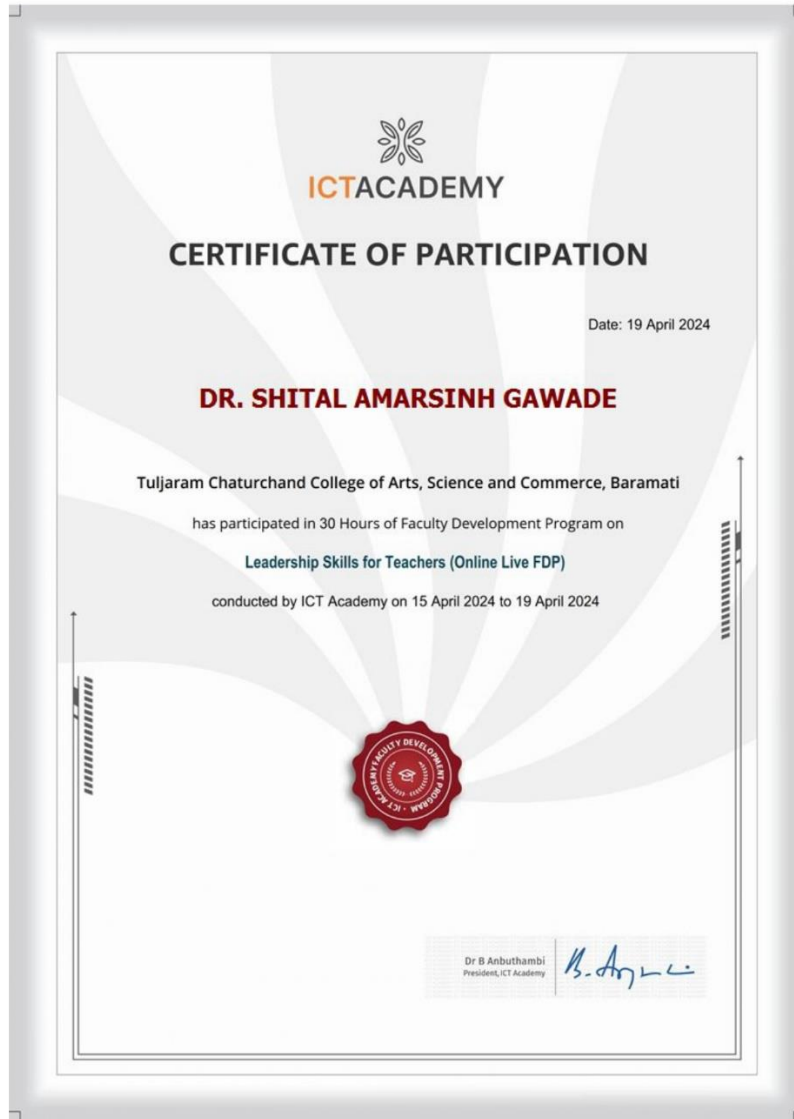 ICTACADEMY
CERTIFICATE OF PARTICIPATION
Date: 19 April 2024
DR. SHITAL AMARSINH GAWADE
Tuljaram Chaturchand College of Arts, Science and Commerce, Baramati
has participated in 30 Hours of Faculty Development Program on
Leadership Skills for Teachers (Online Live FDP)
conducted by ICT Academy on 15 April 2024 to 19 April 2024
FACULTY DEVELOPMENT PROGRAM · ICT ACADEMY
Dr B Anbuthambi
President, ICT Academy